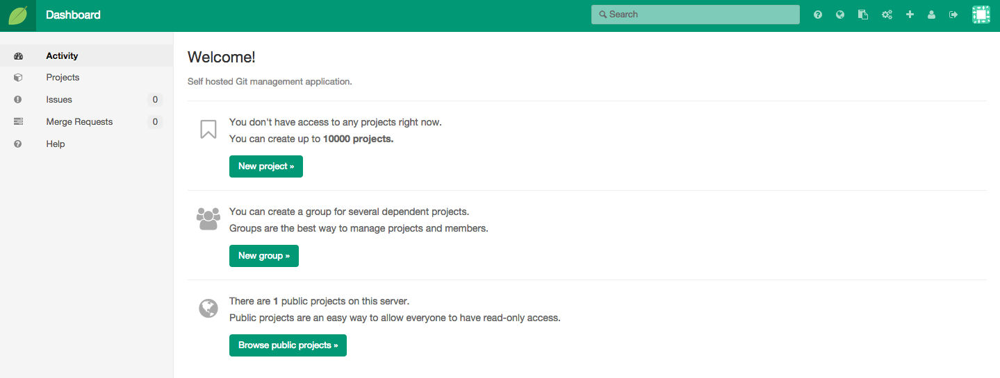 Dashboard
Search
Activity
Projects
Issues 0
Merge Requests 0
Help
Welcome!
Self hosted Git management application.
You don't have access to any projects right now.
You can create up to 10000 projects.
New project »
You can create a group for several dependent projects.
Groups are the best way to manage projects and members.
New group »
There are 1 public projects on this server.
Public projects are an easy way to allow everyone to have read-only access.
Browse public projects »